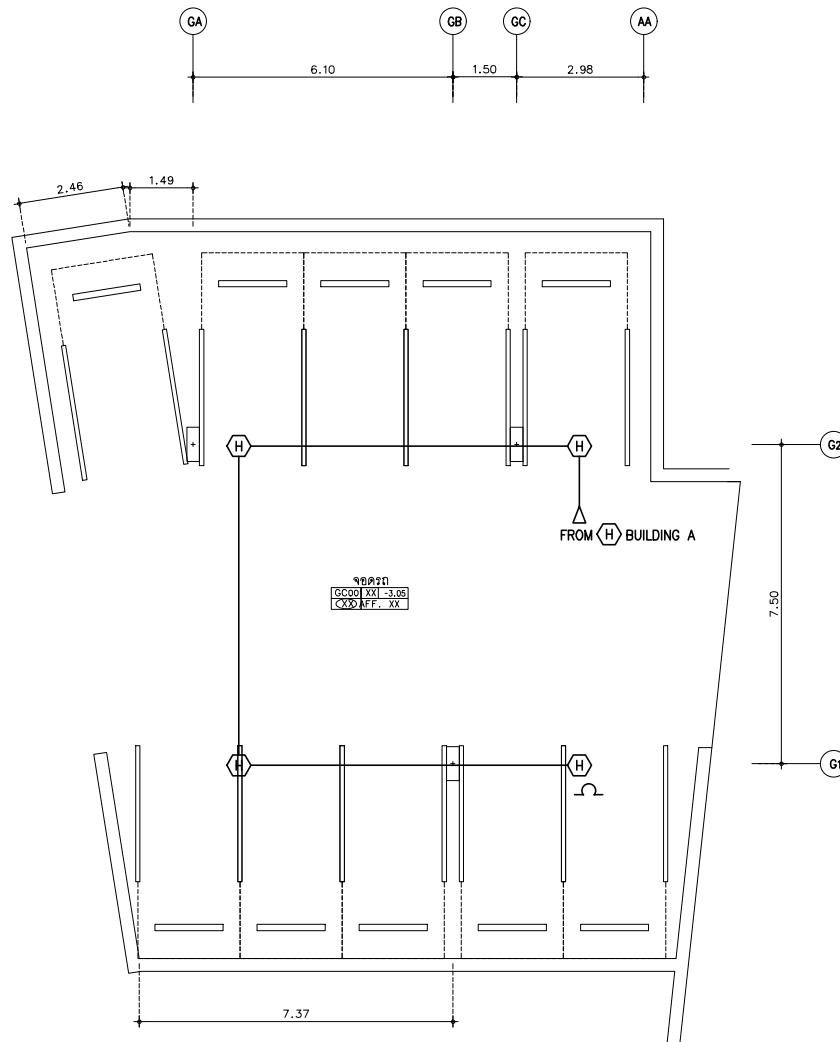 GA GB GC AA
6.10 1.50 2.98
2.46 1.49
H H G2
FROM H BUILDING A
จอดรถ
GC00 XX -3.05
XX AFF. XX
7.50
H H G1
7.37